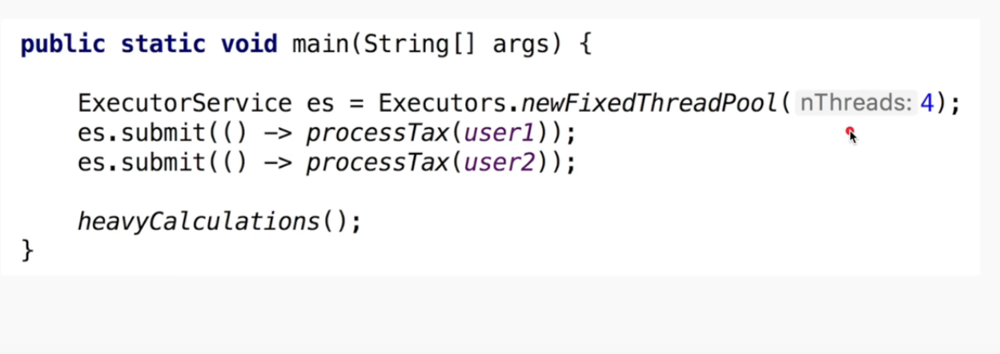 public static void main(String[] args) {
ExecutorService es = Executors.newFixedThreadPool( nThreads: 4);
es.submit(() -> processTax(user1));
es.submit(() -> processTax(user2));
heavyCalculations();
}